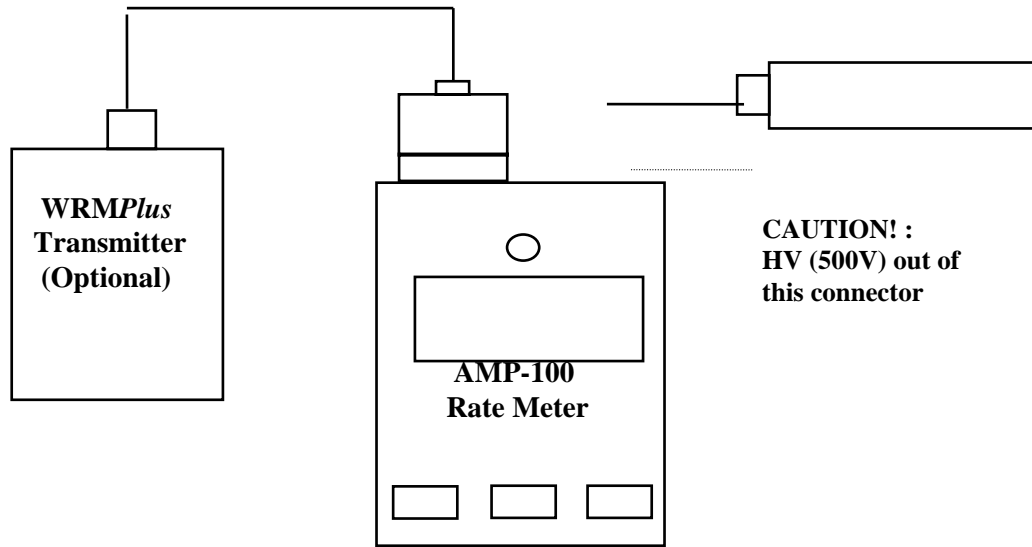 WRMPlus
Transmitter
(Optional)
AMP-100
Rate Meter
CAUTION! :
HV (500V) out of
this connector